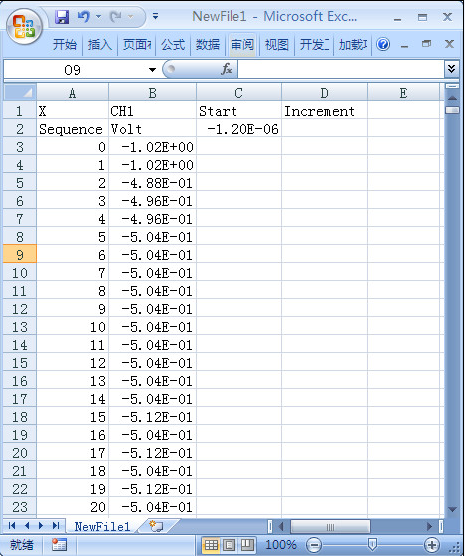 NewFile1 - Microsoft Exc...
开始 插入 页面布 公式 数据 审阅 视图 开发工 加载项
O9 fx
A B C D E
1 X CH1 Start Increment
2 Sequence Volt -1.20E-06
3 0 -1.02E+00
4 1 -1.02E+00
5 2 -4.88E-01
6 3 -4.96E-01
7 4 -4.96E-01
8 5 -5.04E-01
9 6 -5.04E-01
10 7 -5.04E-01
11 8 -5.04E-01
12 9 -5.04E-01
13 10 -5.04E-01
14 11 -5.04E-01
15 12 -5.04E-01
16 13 -5.04E-01
17 14 -5.04E-01
18 15 -5.12E-01
19 16 -5.04E-01
20 17 -5.12E-01
21 18 -5.04E-01
22 19 -5.12E-01
23 20 -5.04E-01
NewFile1
就绪 100%